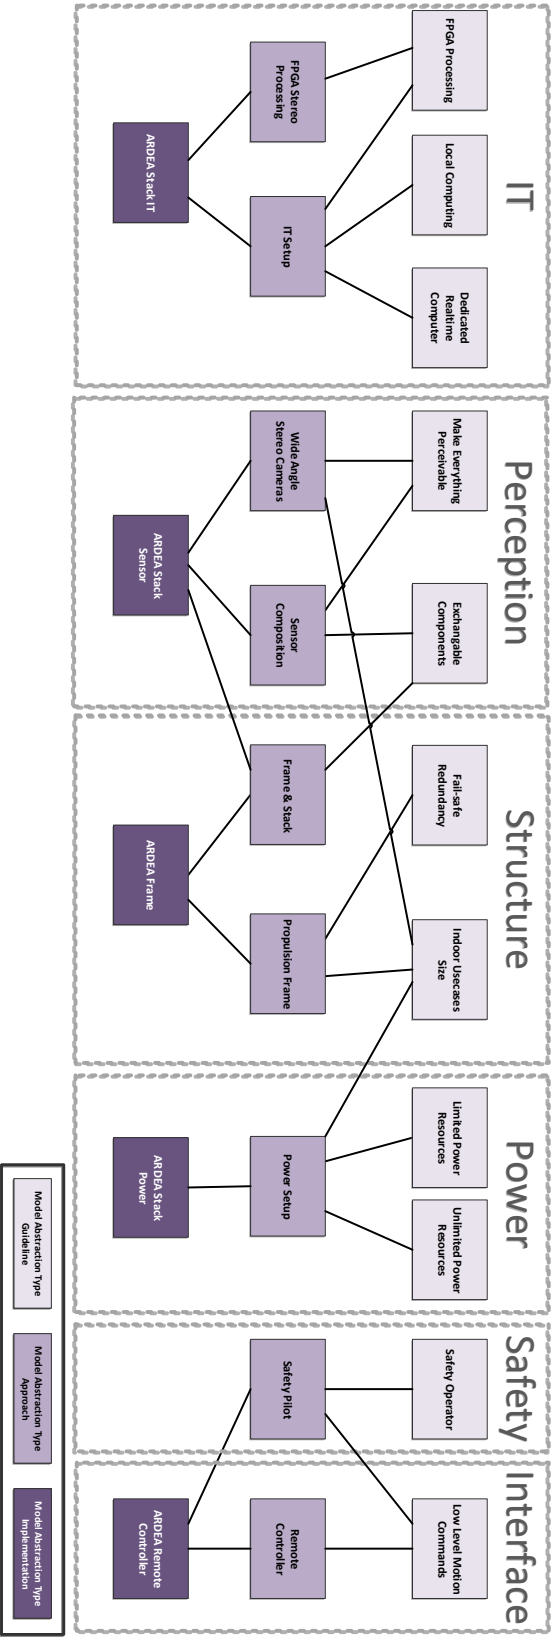 IT
Perception
Structure
Power
Safety
Interface
FPGA Processing
Local Computing
Dedicated
Realtime
Computer
Make Everything
Perceivable
Exchangable
Components
Fail-safe
Redundancy
Indoor Usecases
Size
Limited Power
Resources
Unlimited Power
Resources
Safety Operator
Low Level Motion
Commands
FPGA Stereo
Processing
IT Setup
Wide Angle
Stereo Cameras
Sensor
Composition
Frame & Stack
Propulsion Frame
Power Setup
Safety Pilot
Remote
Controller
ARDEA Stack IT
ARDEA Stack
Sensor
ARDEA Frame
ARDEA Stack
Power
ARDEA Remote
Controller
Model Abstraction Type
Guideline
Model Abstraction Type
Approach
Model Abstraction Type
Implementation